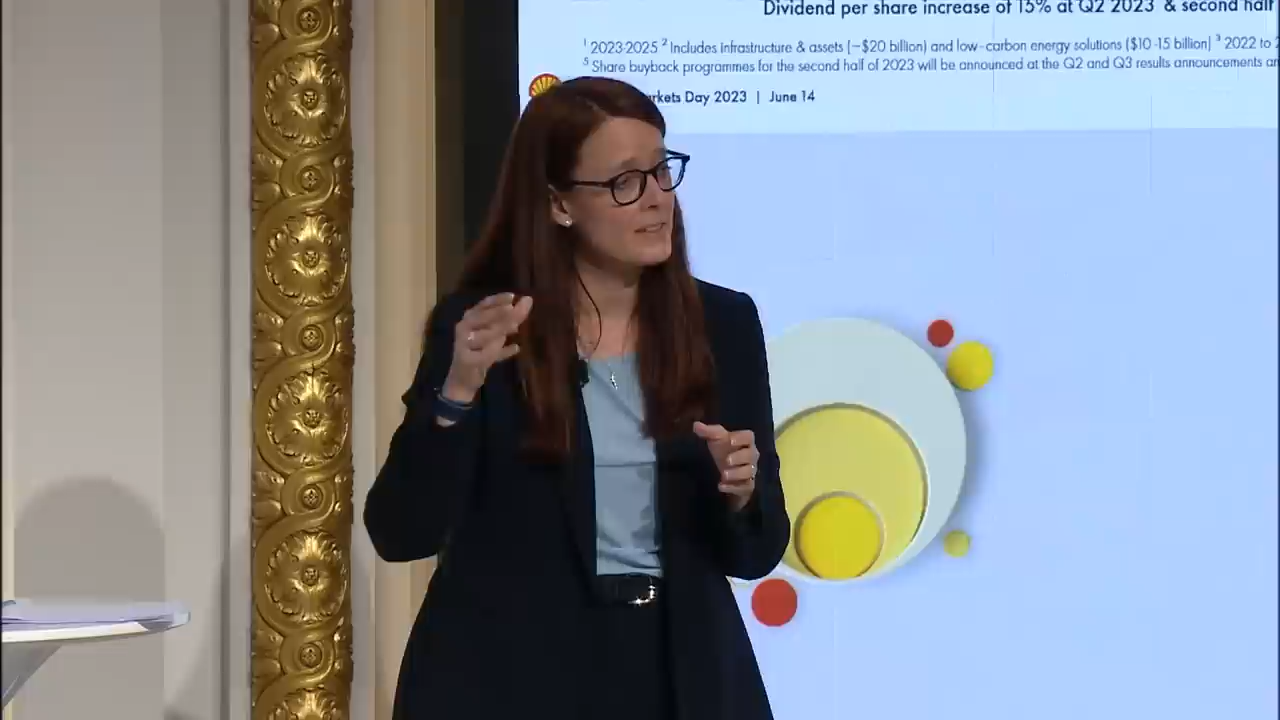 Dividend per share increase of 15% at Q2 2023 & second half
¹ 2023-2025 ² Includes infrastructure & assets (~$20 billion) and low-carbon energy solutions ($10-15 billion) ³ 2022 to
⁵ Share buyback programmes for the second half of 2023 will be announced at the Q2 and Q3 results announcements
Day 2023 | June 14